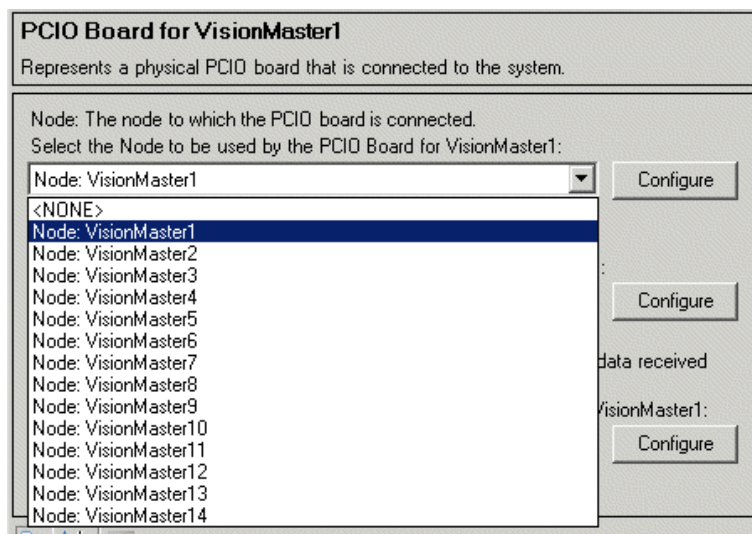 PCIO Board for VisionMaster1
Represents a physical PCIO board that is connected to the system.
Node: The node to which the PCIO board is connected.
Select the Node to be used by the PCIO Board for VisionMaster1:
Node: VisionMaster1
Configure
<NONE>
Node: VisionMaster1
Node: VisionMaster2
Node: VisionMaster3
:
Node: VisionMaster4
Configure
Node: VisionMaster5
Node: VisionMaster6
Node: VisionMaster7
data received
Node: VisionMaster8
Node: VisionMaster9
VisionMaster1:
Node: VisionMaster10
Node: VisionMaster11
Configure
Node: VisionMaster12
Node: VisionMaster13
Node: VisionMaster14